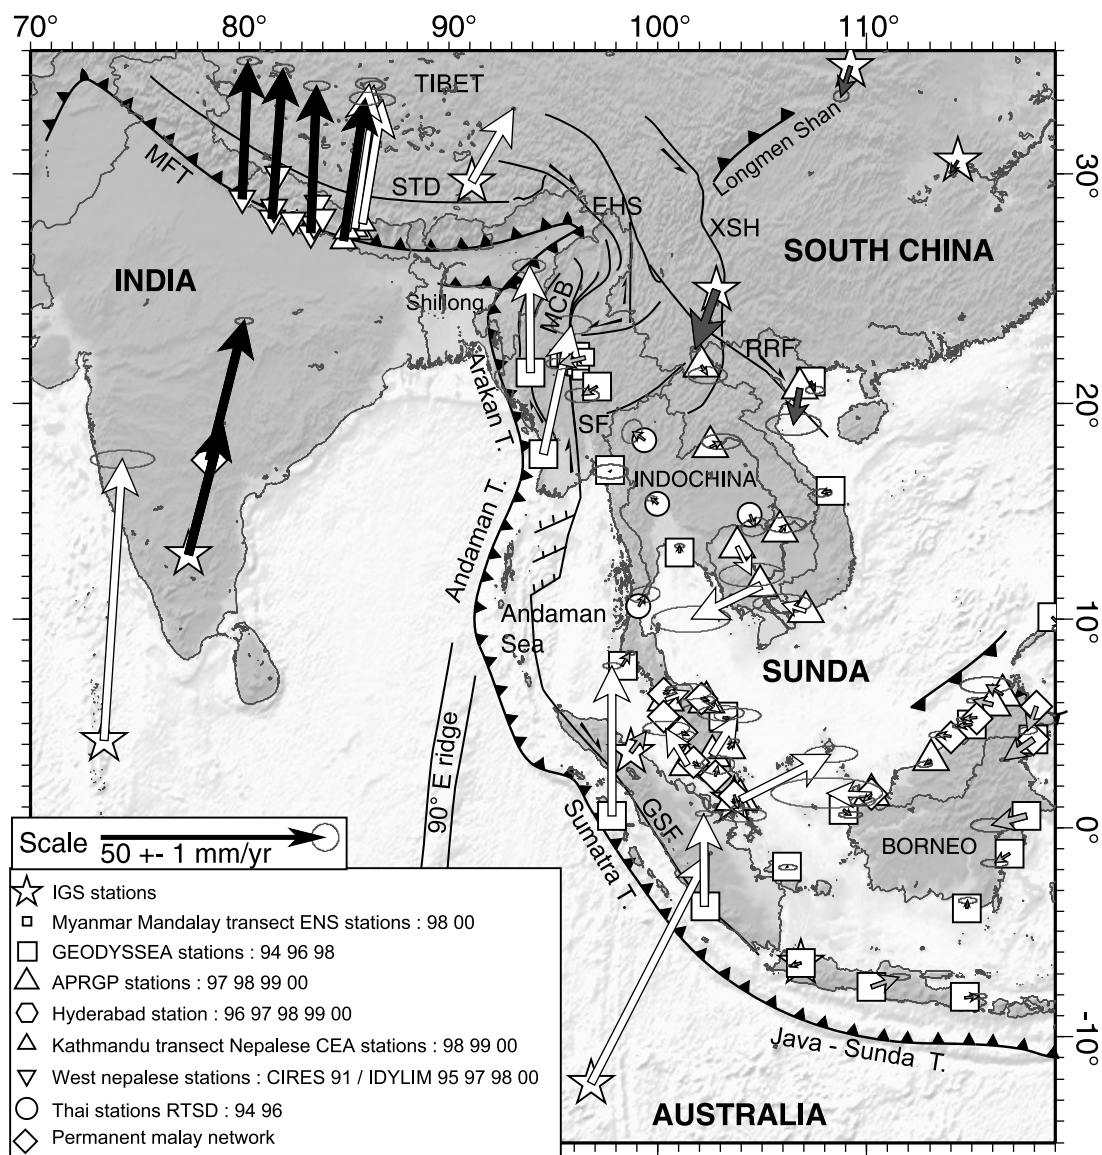 70° 80° 90° 100° 110°
TIBET
Longmen Shan
MFT
30°
STD
EHS
XSH
SOUTH CHINA
INDIA
MCB
Shillong
RRF
Arakan T.
20°
SF
INDOCHINA
Andaman T.
Andaman
Sea
10°
SUNDA
90° E ridge
GSF
Sumatra T.
0°
BORNEO
Scale
50 +- 1 mm/yr
IGS stations
Myanmar Mandalay transect ENS stations : 98 00
GEODYSSEA stations : 94 96 98
APRGP stations : 97 98 99 00
Hyderabad station : 96 97 98 99 00
Kathmandu transect Nepalese CEA stations : 98 99 00
West nepalese stations : CIRES 91 / IDYLIM 95 97 98 00
Thai stations RTSD : 94 96
Permanent malay network
-10°
Java - Sunda T.
AUSTRALIA